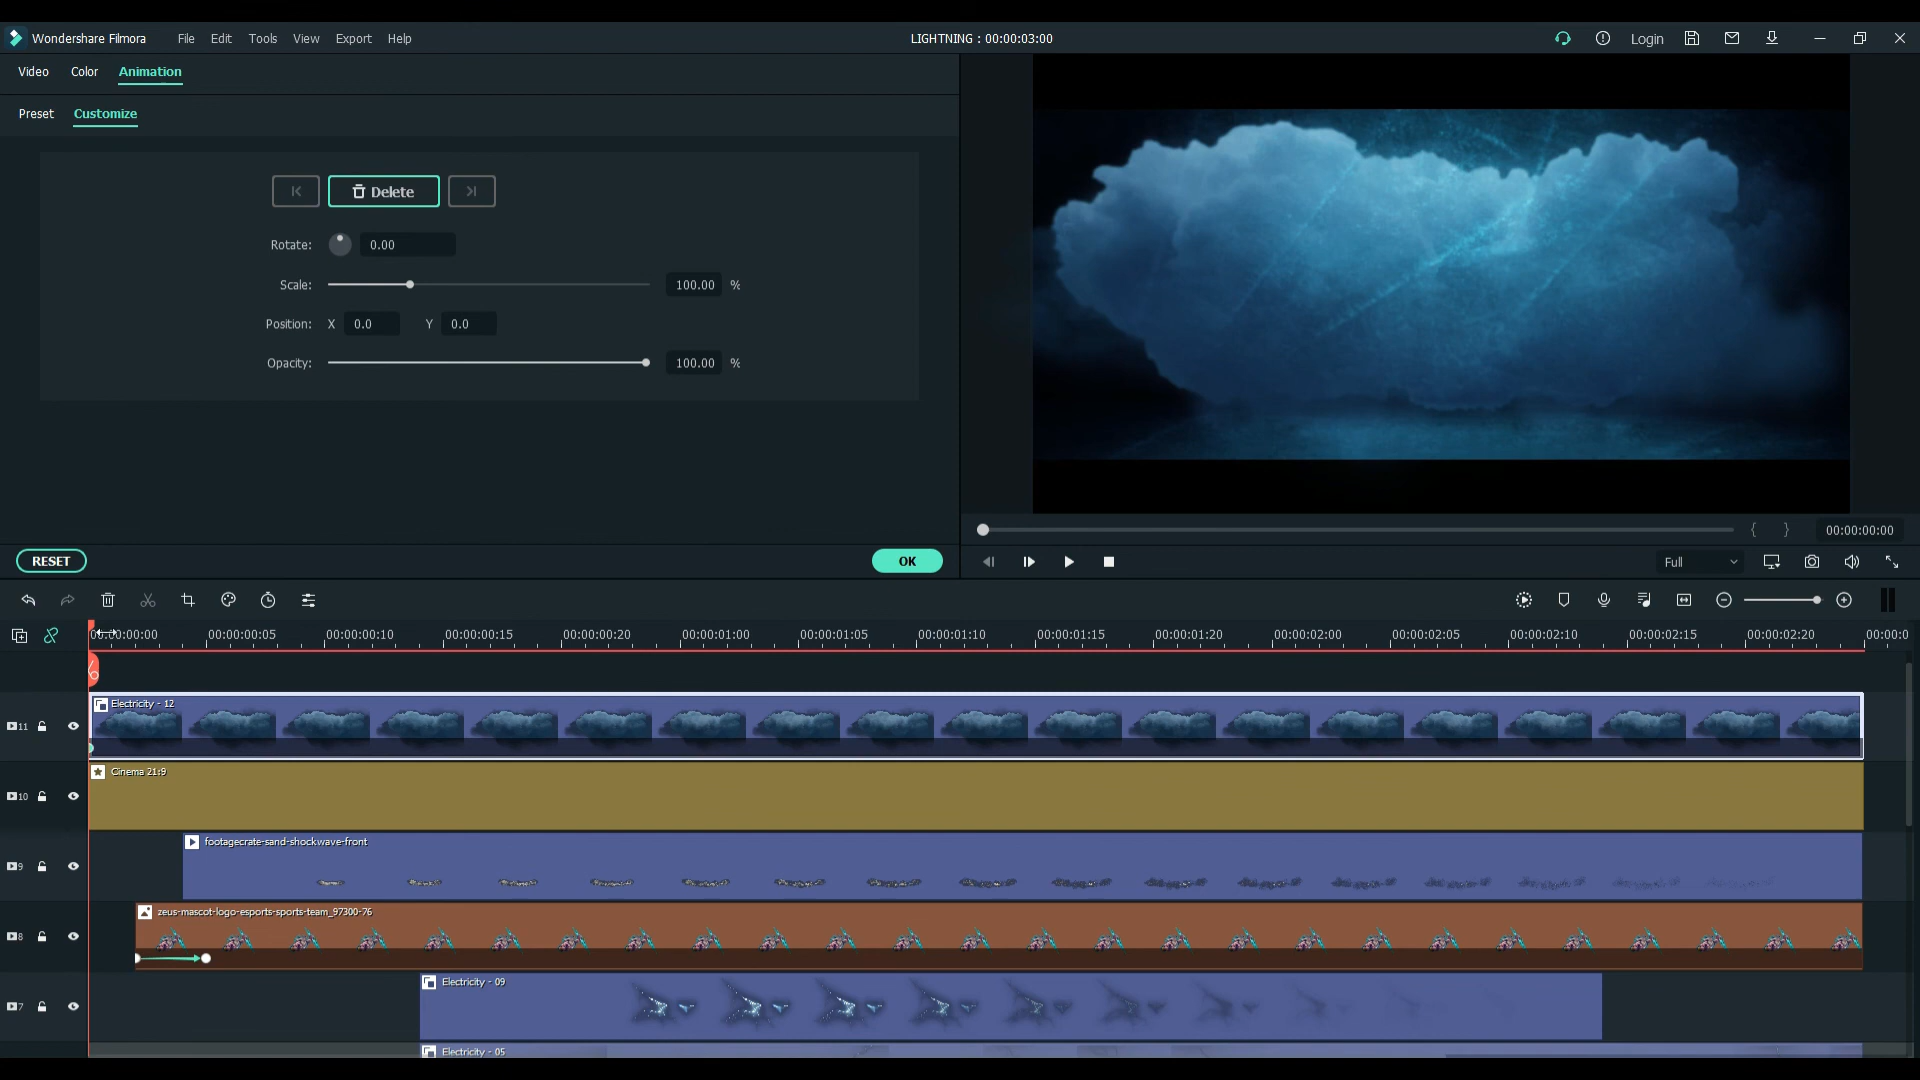 Wondershare Filmora File Edit Tools View Export Help LIGHTNING : 00:00:03:00 Login
Video Color Animation
Preset Customize
Delete
Rotate: 0.00
Scale: 100.00 %
Position: X 0.0 Y 0.0
Opacity: 100.00 %
{ } 00:00:00:00
RESET OK Full
00:00:00:05 00:00:00:10 00:00:00:15 00:00:00:20 00:00:01:00 00:00:01:05 00:00:01:10 00:00:01:15 00:00:01:20 00:00:02:00 00:00:02:05 00:00:02:10 00:00:02:15 00:00:02:20 00:00:0
Electricity - 12
11
Cinema 21:9
10
footagecrate-sand-shockwave-front
9
zeus-mascot-logo-esports-sports-team_97300-76
8
Electricity - 09
7
Electricity - 05